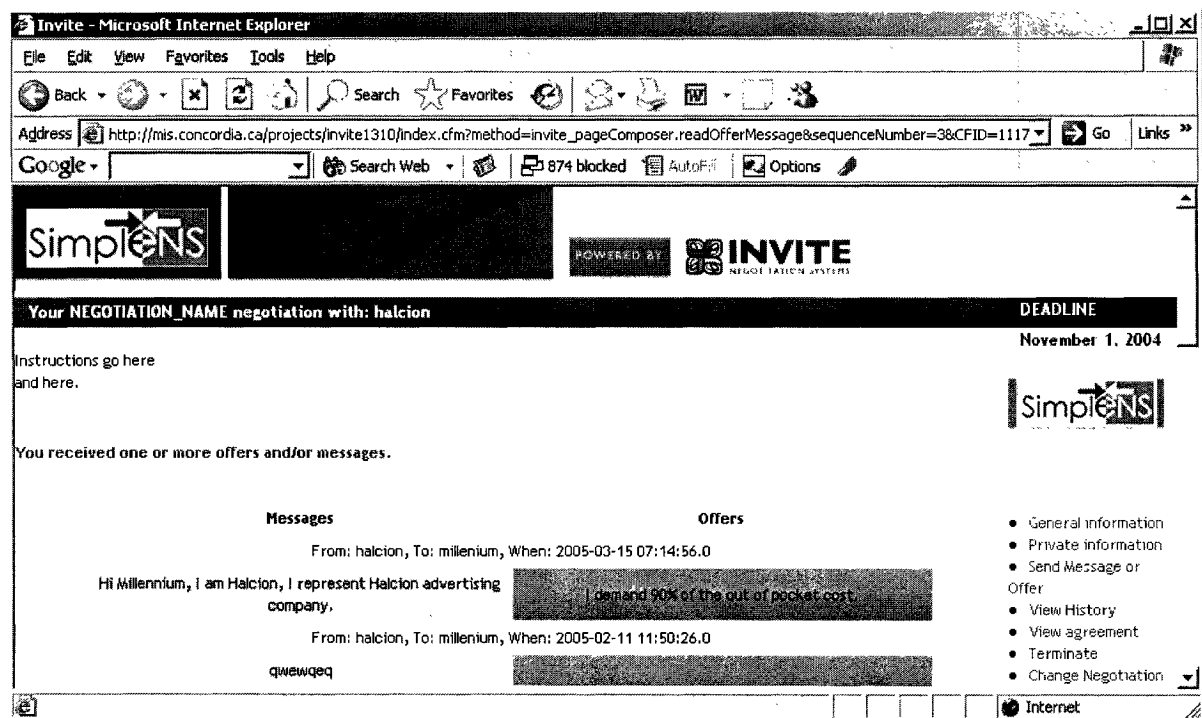 Invite - Microsoft Internet Explorer
File Edit View Favorites Tools Help
Back Search Favorites
Address http://mis.concordia.ca/projects/invite1310/index.cfm?method=invite_pageComposer.readOfferMessage&sequenceNumber=3&CFID=1117 Go Links »
Google Search Web 874 blocked AutoFill Options
SimpleNS
POWERED BY INVITE
NEGOTIATION SYSTEMS
Your NEGOTIATION_NAME negotiation with: halcion DEADLINE
November 1, 2004
Instructions go here
and here.
SimpleNS
You received one or more offers and/or messages.
Messages Offers
From: halcion, To: millenium, When: 2005-03-15 07:14:56.0
Hi Millennium, I am Halcion, I represent Halcion advertising
company.
I demand 90% of the out of pocket cost.
From: halcion, To: millenium, When: 2005-02-11 11:50:26.0
qwewqeq
• General information
• Private information
• Send Message or
Offer
• View History
• View agreement
• Terminate
• Change Negotiation
Internet